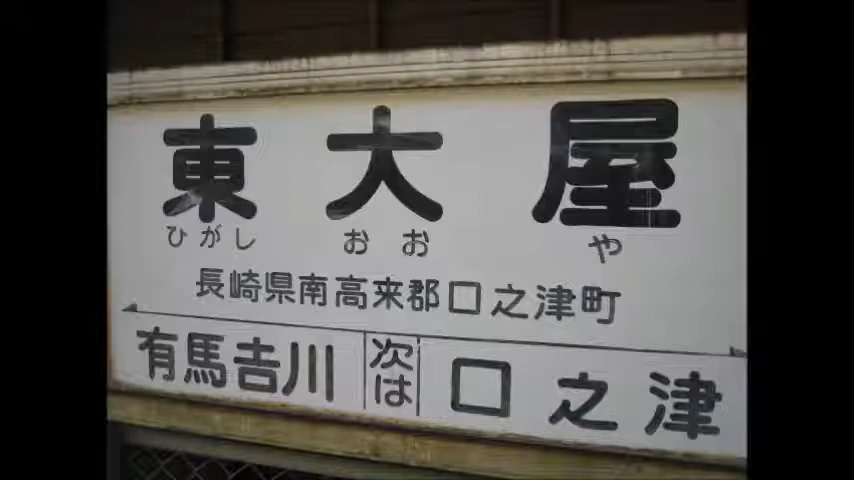 東大屋
ひがし おお や
長崎県南高来郡口之津町
有馬𠮷川 次は 口之津